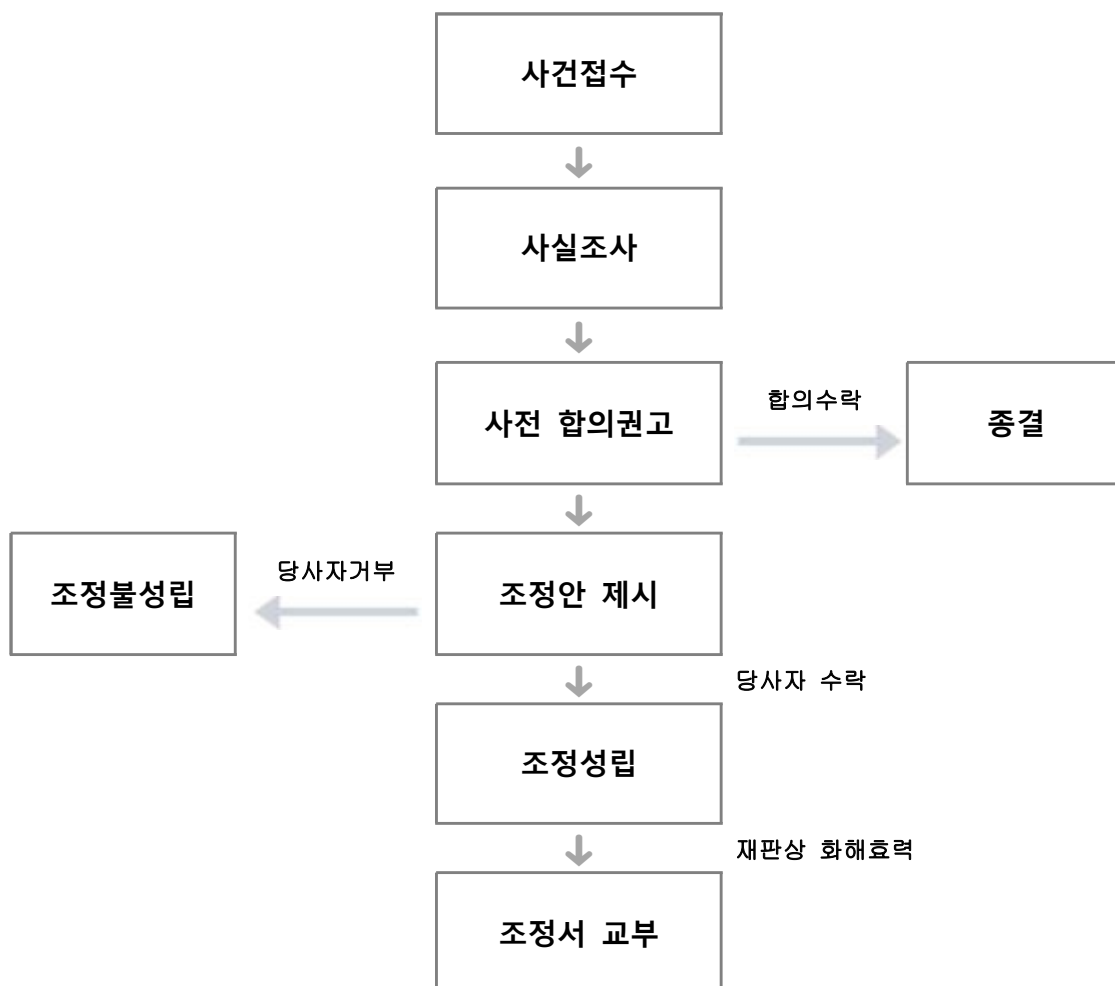 사건접수
사실조사
사전 합의권고
합의수락
종결
조정불성립
당사자거부
조정안 제시
당사자 수락
조정성립
재판상 화해효력
조정서 교부